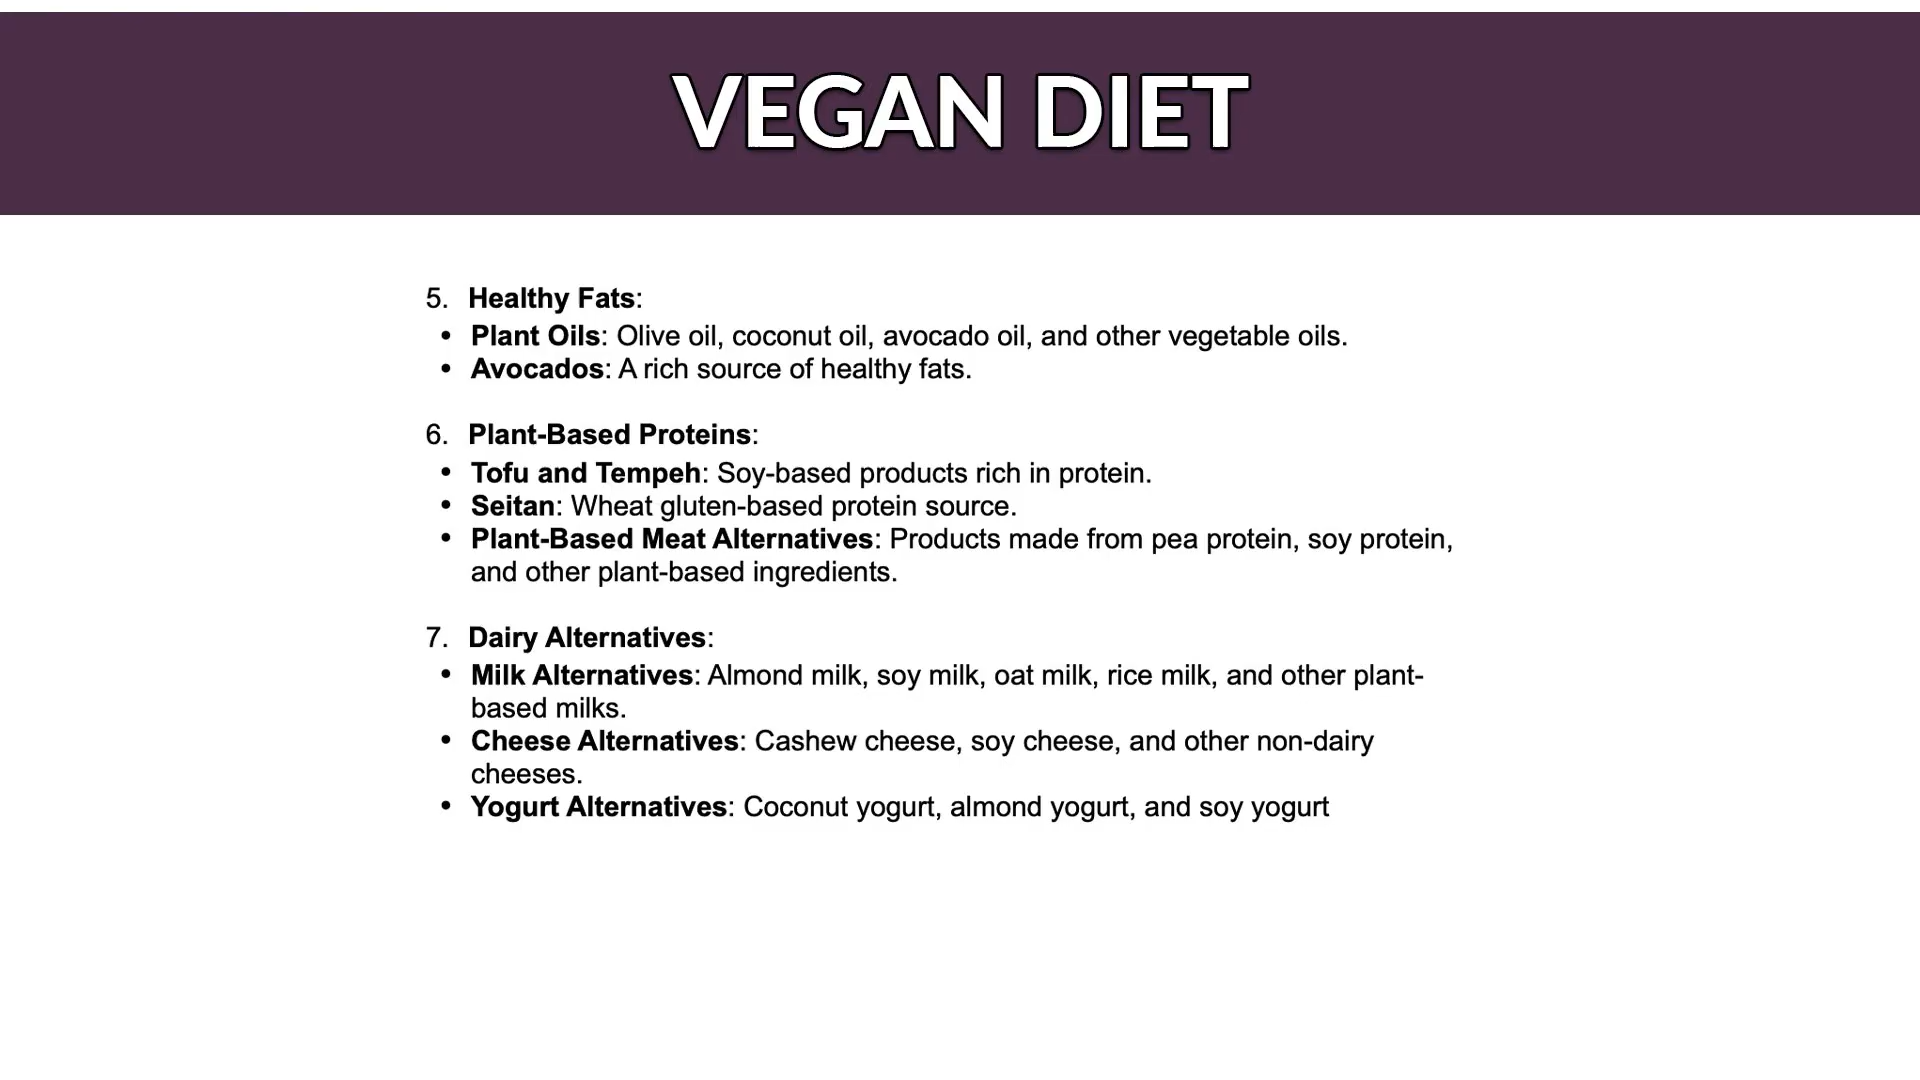 VEGAN DIET
5. Healthy Fats:
• Plant Oils: Olive oil, coconut oil, avocado oil, and other vegetable oils.
• Avocados: A rich source of healthy fats.
6. Plant-Based Proteins:
• Tofu and Tempeh: Soy-based products rich in protein.
• Seitan: Wheat gluten-based protein source.
• Plant-Based Meat Alternatives: Products made from pea protein, soy protein,
and other plant-based ingredients.
7. Dairy Alternatives:
• Milk Alternatives: Almond milk, soy milk, oat milk, rice milk, and other plant-
based milks.
• Cheese Alternatives: Cashew cheese, soy cheese, and other non-dairy
cheeses.
• Yogurt Alternatives: Coconut yogurt, almond yogurt, and soy yogurt